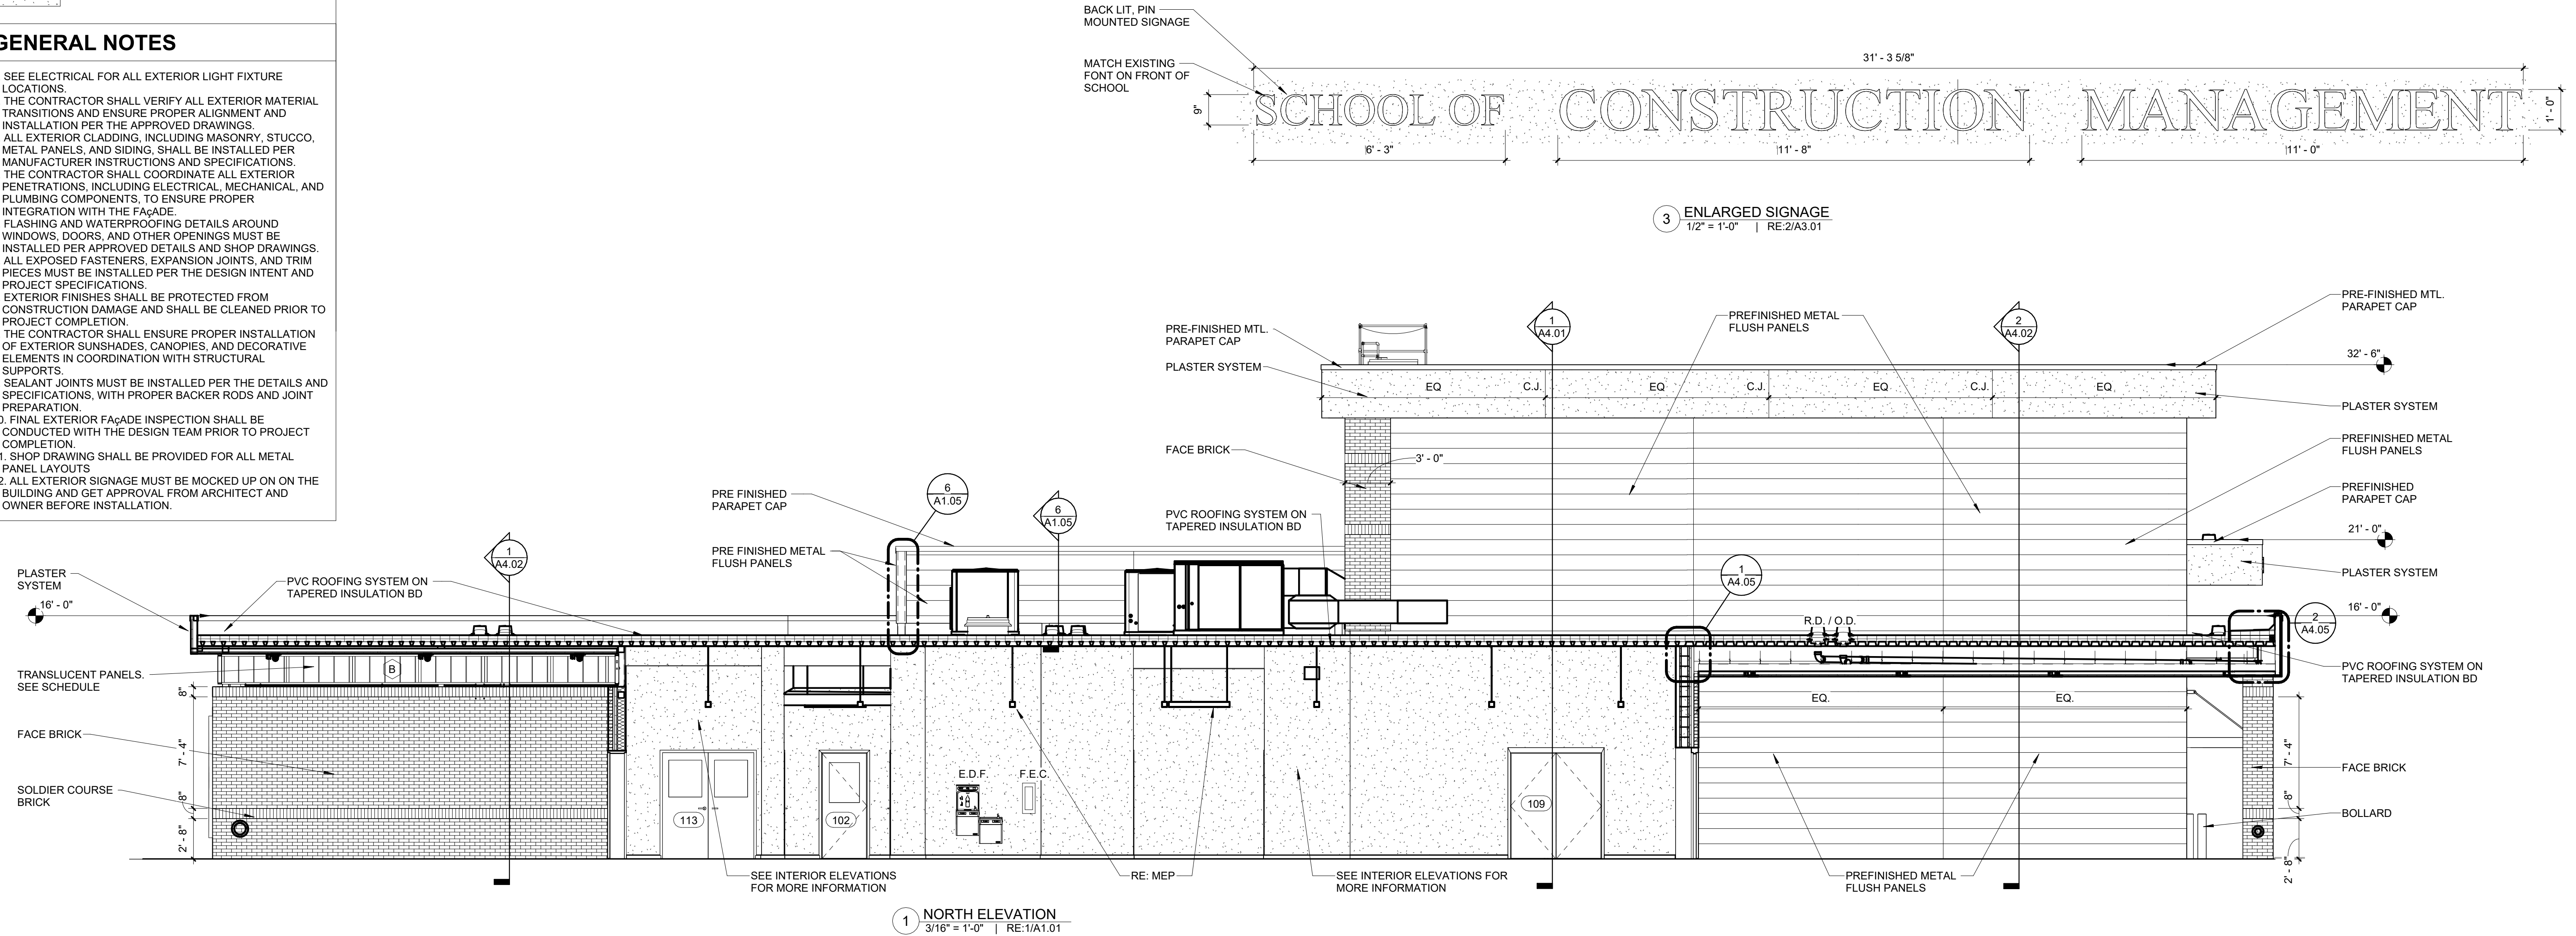 GENERAL NOTES
SEE ELECTRICAL FOR ALL EXTERIOR LIGHT FIXTURE
LOCATIONS.
THE CONTRACTOR SHALL VERIFY ALL EXTERIOR MATERIAL
TRANSITIONS AND ENSURE PROPER ALIGNMENT AND
INSTALLATION PER THE APPROVED DRAWINGS.
ALL EXTERIOR CLADDING, INCLUDING MASONRY, STUCCO,
METAL PANELS, AND SIDING, SHALL BE INSTALLED PER
MANUFACTURER INSTRUCTIONS AND SPECIFICATIONS.
THE CONTRACTOR SHALL COORDINATE ALL EXTERIOR
PENETRATIONS, INCLUDING ELECTRICAL, MECHANICAL, AND
PLUMBING COMPONENTS, TO ENSURE PROPER
INTEGRATION WITH THE FAçADE.
FLASHING AND WATERPROOFING DETAILS AROUND
WINDOWS, DOORS, AND OTHER OPENINGS MUST BE
INSTALLED PER APPROVED DETAILS AND SHOP DRAWINGS.
ALL EXPOSED FASTENERS, EXPANSION JOINTS, AND TRIM
PIECES MUST BE INSTALLED PER THE DESIGN INTENT AND
PROJECT SPECIFICATIONS.
EXTERIOR FINISHES SHALL BE PROTECTED FROM
CONSTRUCTION DAMAGE AND SHALL BE CLEANED PRIOR TO
PROJECT COMPLETION.
THE CONTRACTOR SHALL ENSURE PROPER INSTALLATION
OF EXTERIOR SUNSHADES, CANOPIES, AND DECORATIVE
ELEMENTS IN COORDINATION WITH STRUCTURAL
SUPPORTS.
SEALANT JOINTS MUST BE INSTALLED PER THE DETAILS AND
SPECIFICATIONS, WITH PROPER BACKER RODS AND JOINT
PREPARATION.
0. FINAL EXTERIOR FAçADE INSPECTION SHALL BE
CONDUCTED WITH THE DESIGN TEAM PRIOR TO PROJECT
COMPLETION.
1. SHOP DRAWING SHALL BE PROVIDED FOR ALL METAL
PANEL LAYOUTS
2. ALL EXTERIOR SIGNAGE MUST BE MOCKED UP ON ON THE
BUILDING AND GET APPROVAL FROM ARCHITECT AND
OWNER BEFORE INSTALLATION.
BACK LIT, PIN
MOUNTED SIGNAGE
MATCH EXISTING
FONT ON FRONT OF
SCHOOL
31' - 3 5/8"
9"
SCHOOL OF CONSTRUCTION MANAGEMENT
1' - 0"
6' - 3"
11' - 8"
11' - 0"
3 ENLARGED SIGNAGE
1/2" = 1'-0" | RE:2/A3.01
PRE-FINISHED MTL.
PARAPET CAP
PLASTER SYSTEM
1
A4.01
PREFINISHED METAL
FLUSH PANELS
2
A4.02
PRE-FINISHED MTL.
PARAPET CAP
32' - 6"
EQ
C.J.
EQ
C.J.
EQ
C.J.
EQ
PLASTER SYSTEM
FACE BRICK
3' - 0"
PREFINISHED METAL
FLUSH PANELS
PREFINISHED
PARAPET CAP
PRE FINISHED
PARAPET CAP
6
A1.05
6
A1.05
PVC ROOFING SYSTEM ON
TAPERED INSULATION BD
21' - 0"
PRE FINISHED METAL
FLUSH PANELS
1
A4.02
1
A4.05
PLASTER
SYSTEM
PVC ROOFING SYSTEM ON
TAPERED INSULATION BD
PLASTER SYSTEM
16' - 0"
R.D. / O.D.
16' - 0"
2
A4.05
TRANSLUCENT PANELS.
SEE SCHEDULE
B
PVC ROOFING SYSTEM ON
TAPERED INSULATION BD
8"
EQ.
EQ.
FACE BRICK
7' - 4"
7' - 4"
FACE BRICK
SOLDIER COURSE
BRICK
8"
E.D.F.
F.E.C.
8"
113
102
109
BOLLARD
2' - 8"
2' - 8"
SEE INTERIOR ELEVATIONS
FOR MORE INFORMATION
RE: MEP
SEE INTERIOR ELEVATIONS FOR
MORE INFORMATION
PREFINISHED METAL
FLUSH PANELS
1 NORTH ELEVATION
3/16" = 1'-0" | RE:1/A1.01